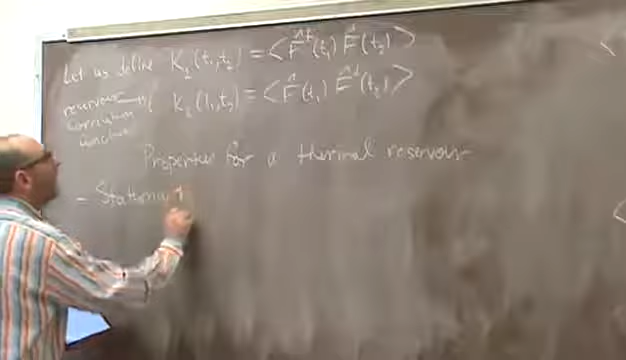 Let us define K₁(t₁,t₂) = <F̂†(t₁) F̂(t₂)>
reservoir K₂(t₁,t₂) = <F̂(t₁) F̂†(t₂)>
correlation
function
Properties for a thermal reservoir
- Stationa